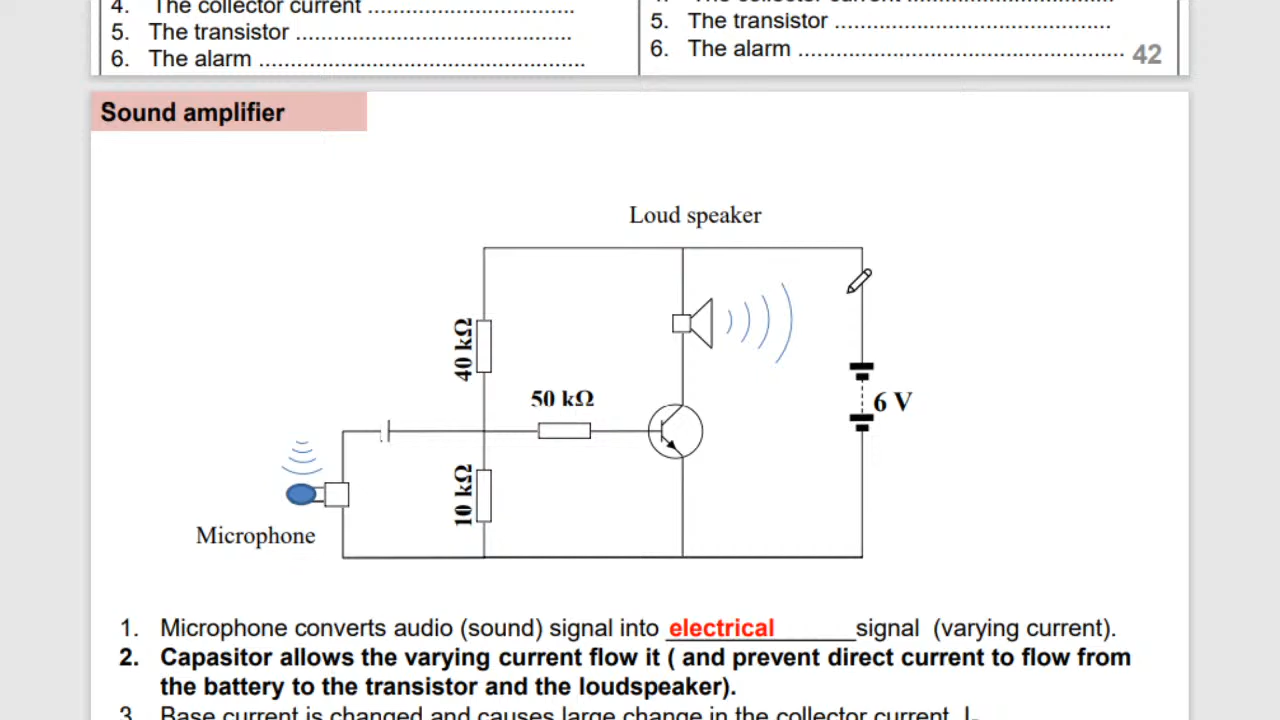 4. The collector current .................................
5. The transistor ............................................
6. The alarm ....................................................
5. The transistor ............................................
6. The alarm ....................................................
42
Sound amplifier
Loud speaker
40 kΩ
50 kΩ
6 V
10 kΩ
Microphone
1. Microphone converts audio (sound) signal into electrical______signal (varying current).
2. Capasitor allows the varying current flow it ( and prevent direct current to flow from
the battery to the transistor and the loudspeaker).
3. Base current is changed and causes large change in the collector current